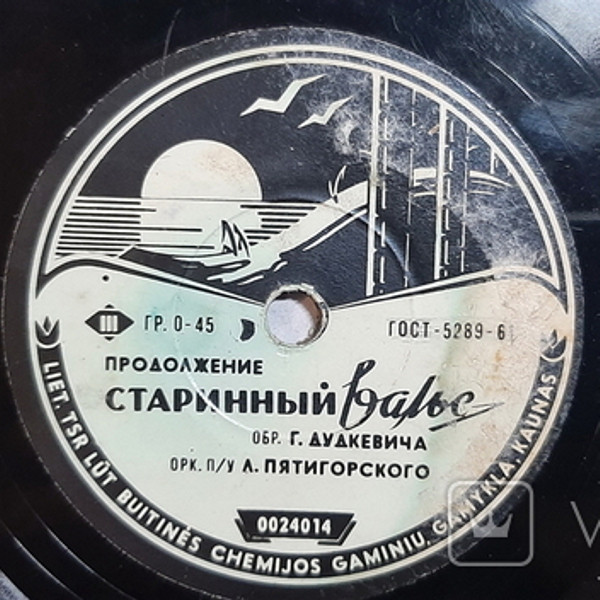 III ГР. 0-45
ГОСТ-5289-6
ПРОДОЛЖЕНИЕ
СТАРИННЫЙ Вальс
ОБР. Г. ДУДКЕВИЧА
ОРК. П/У Л. ПЯТИГОРСКОГО
0024014
LIET. TSR LŪT BUITINĖS CHEMIJOS GAMINIŲ, GAMYKLA, KAUNAS